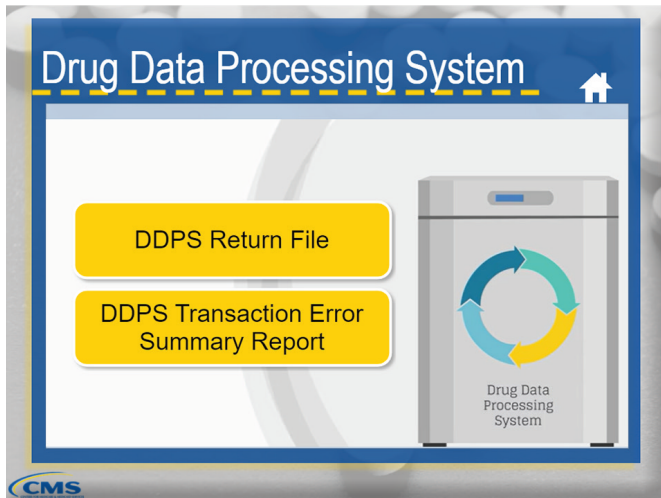 Drug Data Processing System
DDPS Return File
DDPS Transaction Error
Summary Report
Drug Data
Processing
System
CMS